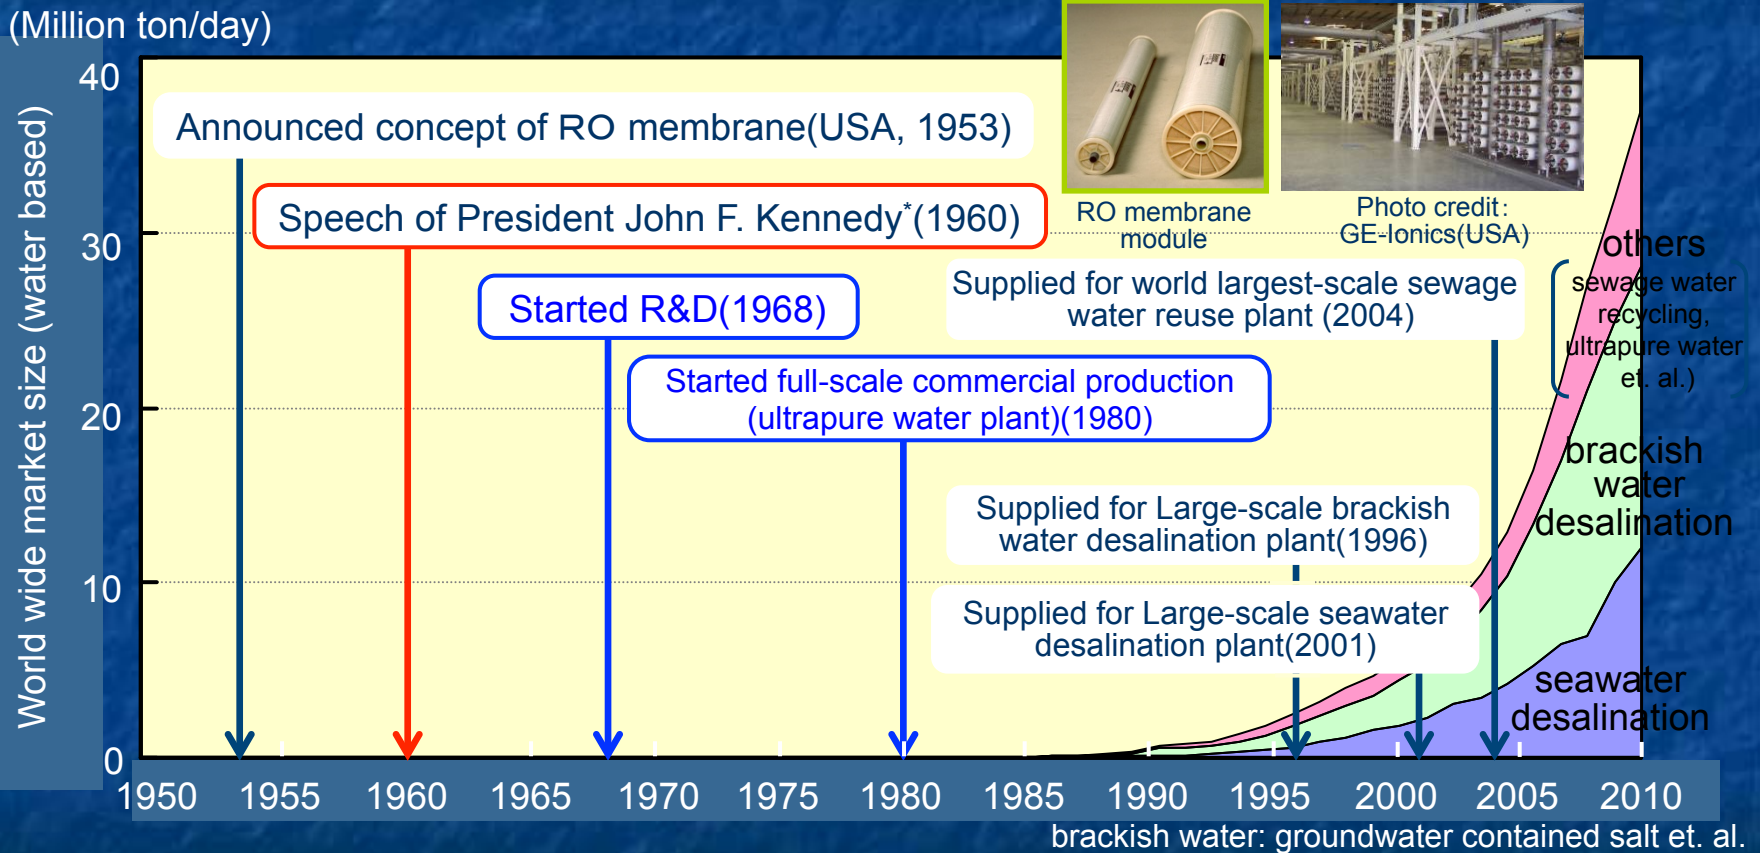 (Million ton/day)
World wide market size (water based)
40
30
20
10
0
Announced concept of RO membrane(USA, 1953)
Speech of President John F. Kennedy*(1960)
Started R&D(1968)
Started full-scale commercial production
(ultrapure water plant)(1980)
RO membrane
module
Photo credit:
GE-Ionics(USA)
Supplied for world largest-scale sewage
water reuse plant (2004)
Supplied for Large-scale brackish
water desalination plant(1996)
Supplied for Large-scale seawater
desalination plant(2001)
others
sewage water
recycling,
ultrapure water
et. al.)
brackish
water
desalination
seawater
desalination
1950 1955 1960 1965 1970 1975 1980 1985 1990 1995 2000 2005 2010
brackish water: groundwater contained salt et. al.